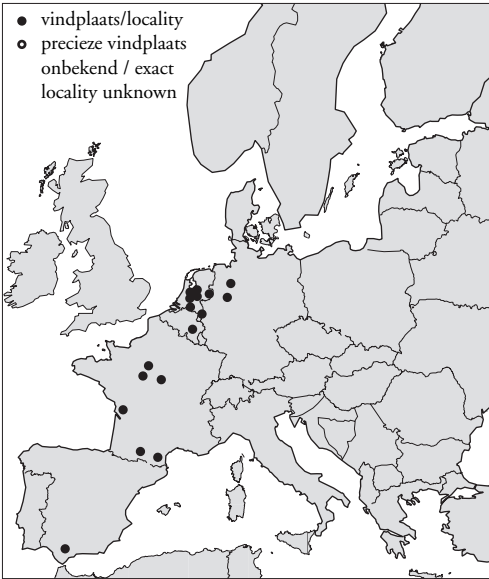 vindplaats/locality
precieze vindplaats
onbekend / exact
locality unknown